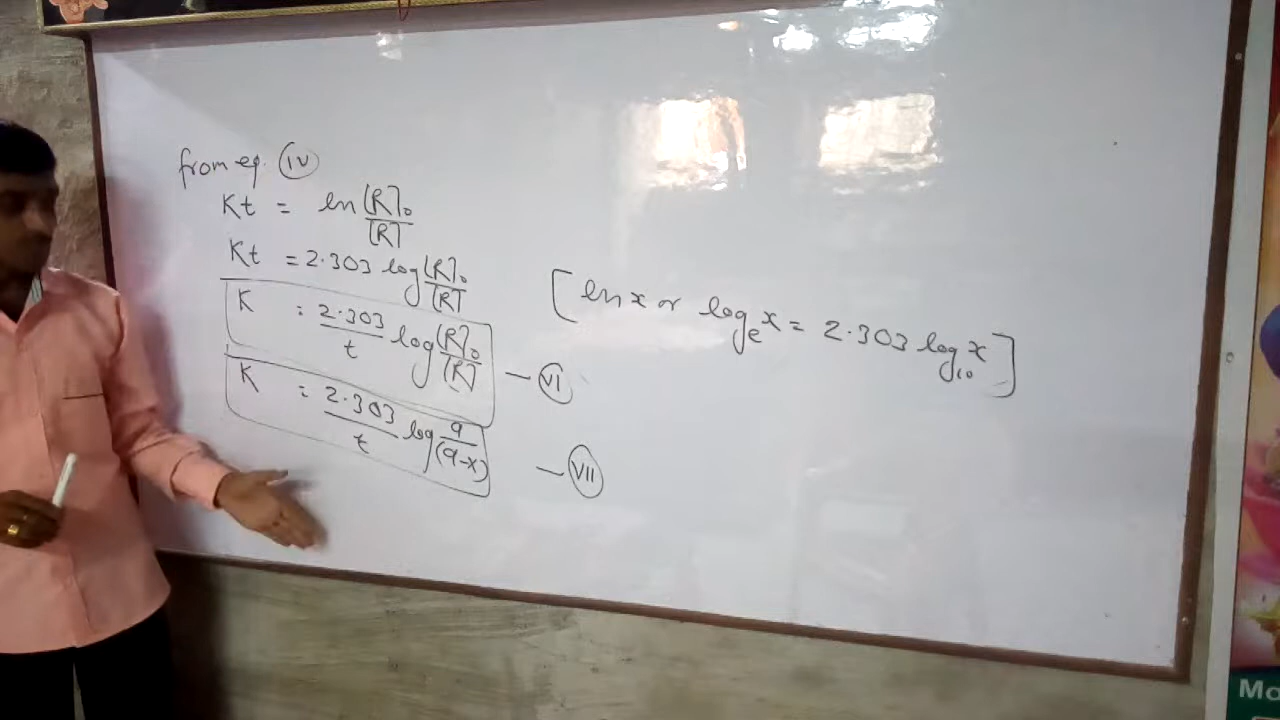 from eq. (IV)
Kt = ln [R]₀/[R]
Kt = 2.303 log [R]₀/[R]
[ln x or logₑ x = 2.303 log₁₀ x]
K = 2.303/t log [R]₀/[R] — (VI)
K = 2.303/t log a/(a-x) — (VII)
Mo